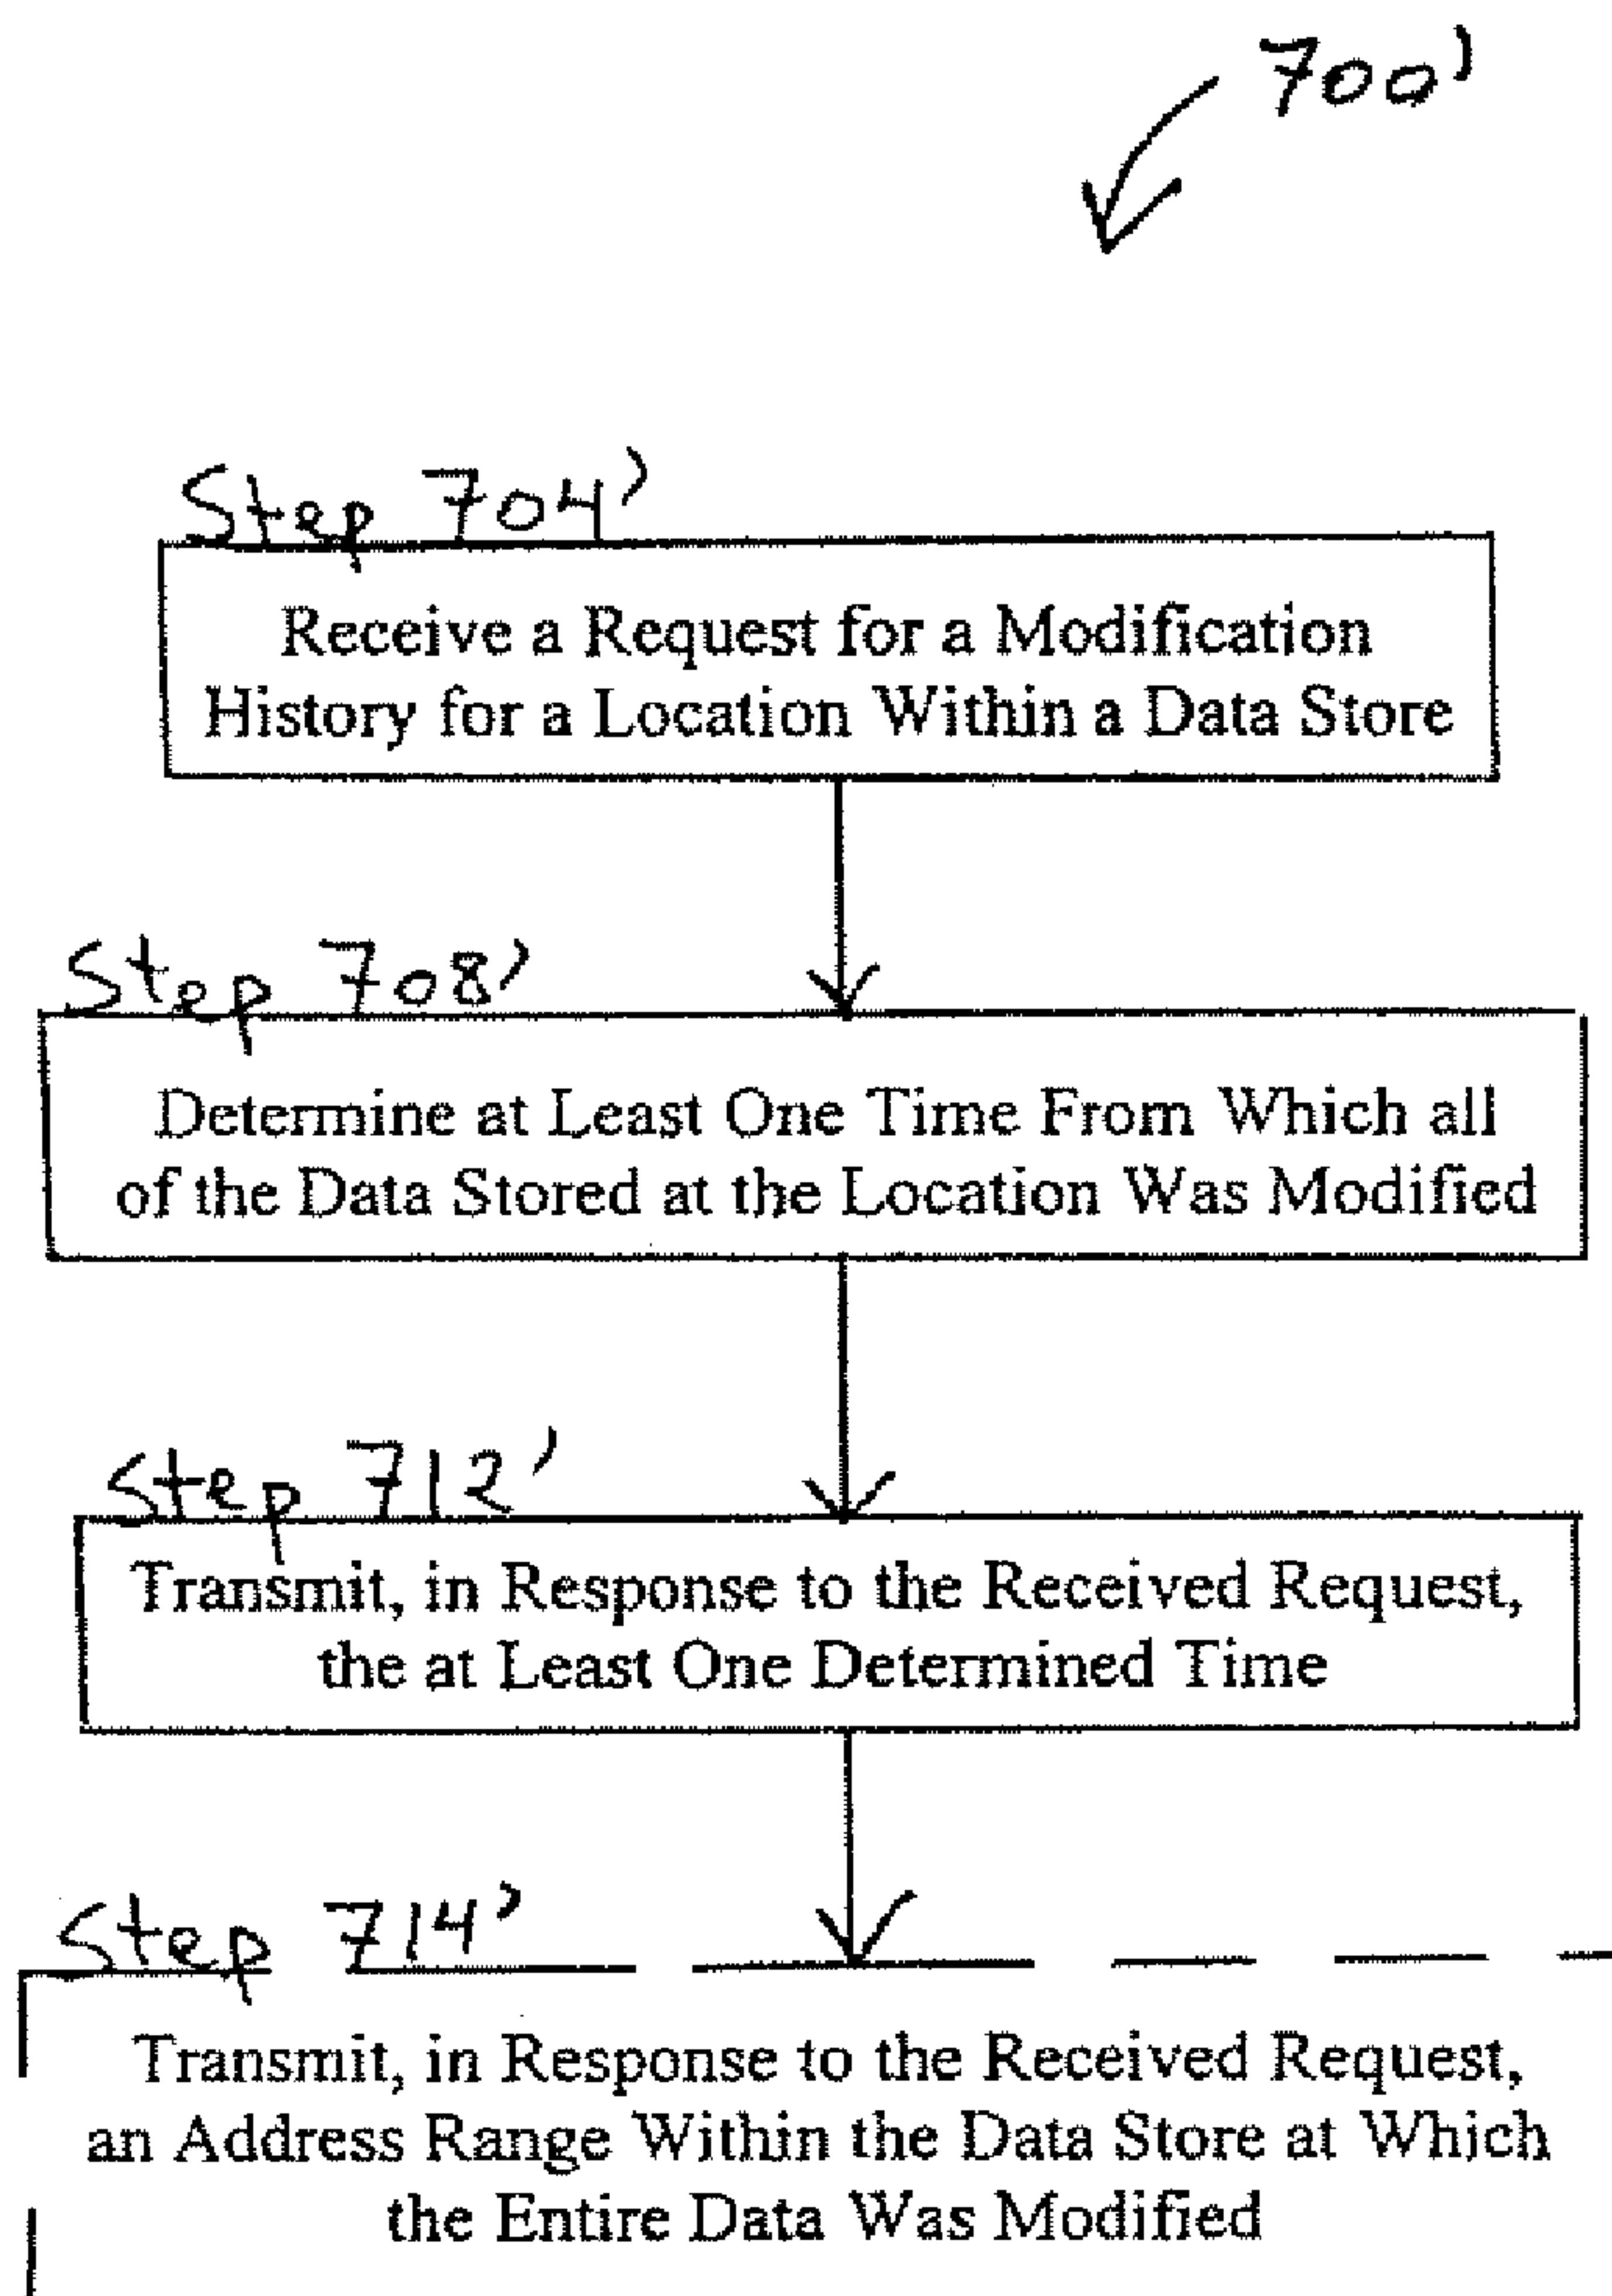 700'
Step 704'
Receive a Request for a Modification
History for a Location Within a Data Store
Step 708'
Determine at Least One Time From Which all
of the Data Stored at the Location Was Modified
Step 712'
Transmit, in Response to the Received Request,
the at Least One Determined Time
Step 714'
Transmit, in Response to the Received Request,
an Address Range Within the Data Store at Which
the Entire Data Was Modified